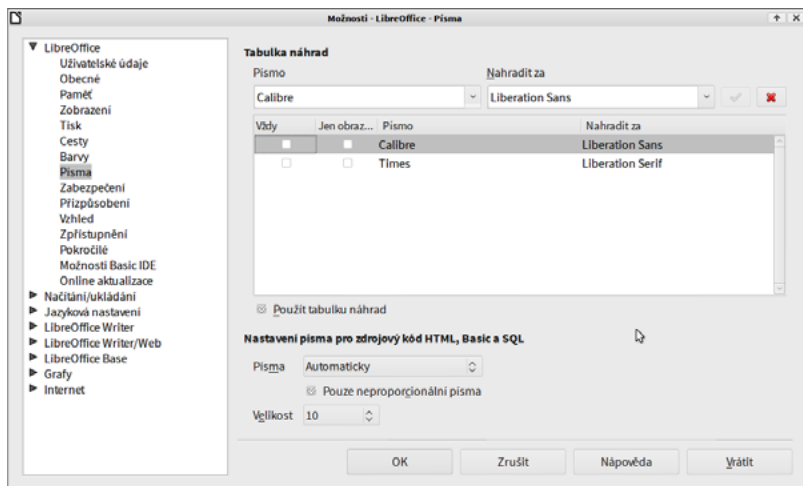 Možnosti - LibreOffice - Písma
LibreOffice
Uživatelské údaje
Obecné
Paměť
Zobrazení
Tisk
Cesty
Barvy
Písma
Zabezpečení
Přizpůsobení
Vzhled
Zpřístupnění
Pokročilé
Možnosti Basic IDE
Online aktualizace
Načítání/ukládání
Jazyková nastavení
LibreOffice Writer
LibreOffice Writer/Web
LibreOffice Base
Grafy
Internet
Tabulka náhrad
Písmo Nahradit za
Calibre Liberation Sans
Vždy Jen obraz... Písmo Nahradit za
Calibre Liberation Sans
Times Liberation Serif
Použít tabulku náhrad
Nastavení písma pro zdrojový kód HTML, Basic a SQL
Písma Automaticky
Pouze neproporcionální písma
Velikost 10
OK Zrušit Nápověda Vrátit